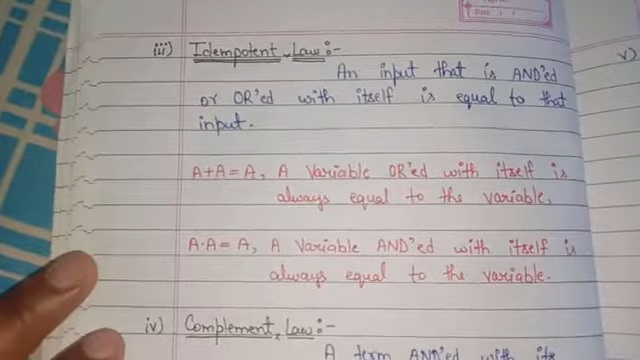 Date : / /
iii) Idempotent Law:-
An input that is AND'ed
or OR'ed with itself is equal to that
input.
A+A=A, A Variable OR'ed with itself is
always equal to the variable,
A·A=A, A Variable AND'ed with itself is
always equal to the variable.
iv) Complement Law:-
A term AND'ed with its
v)